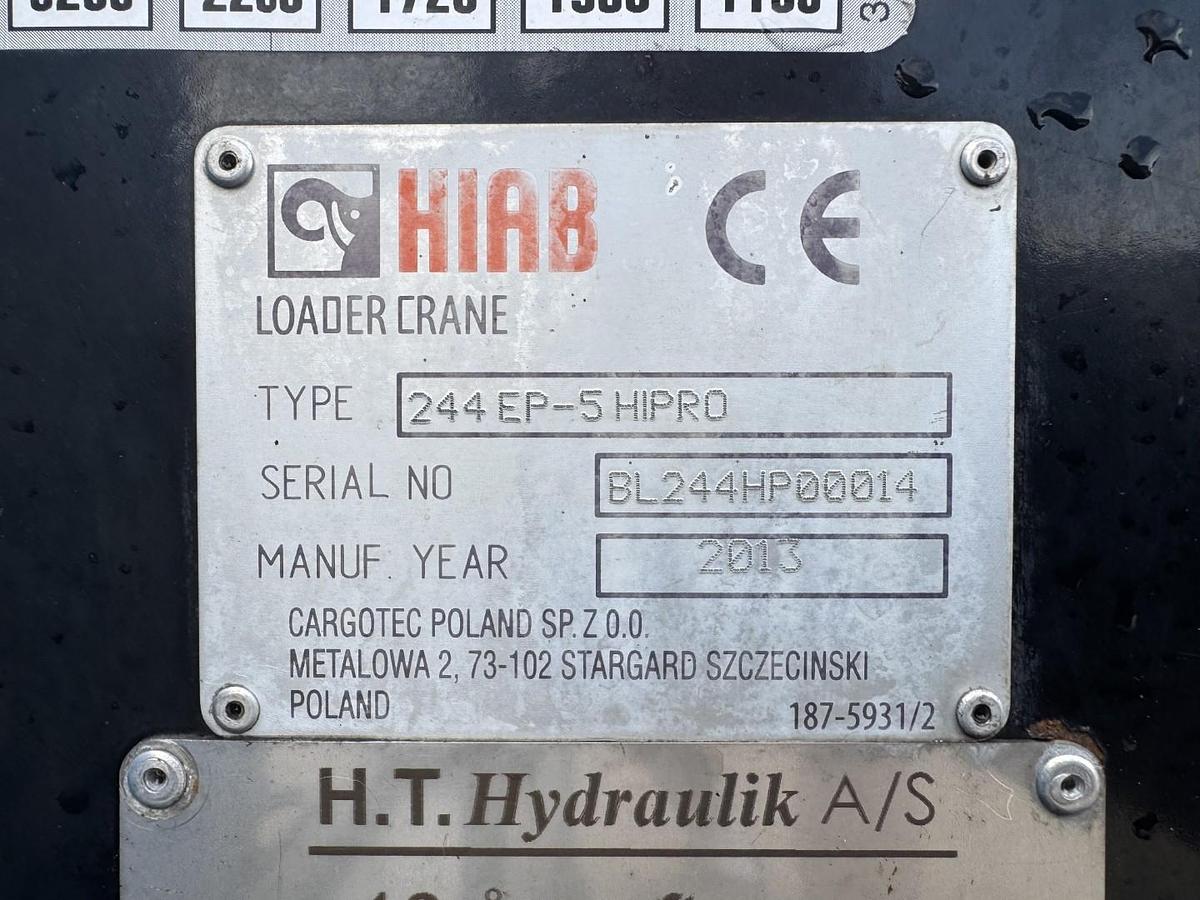 HIAB CE
LOADER CRANE
TYPE 244 EP-5 HIPRO
SERIAL NO BL244HP00014
MANUF. YEAR 2013
CARGOTEC POLAND SP. Z O.O.
METALOWA 2, 73-102 STARGARD SZCZECINSKI
POLAND
187-5931/2
H.T. Hydraulik A/S